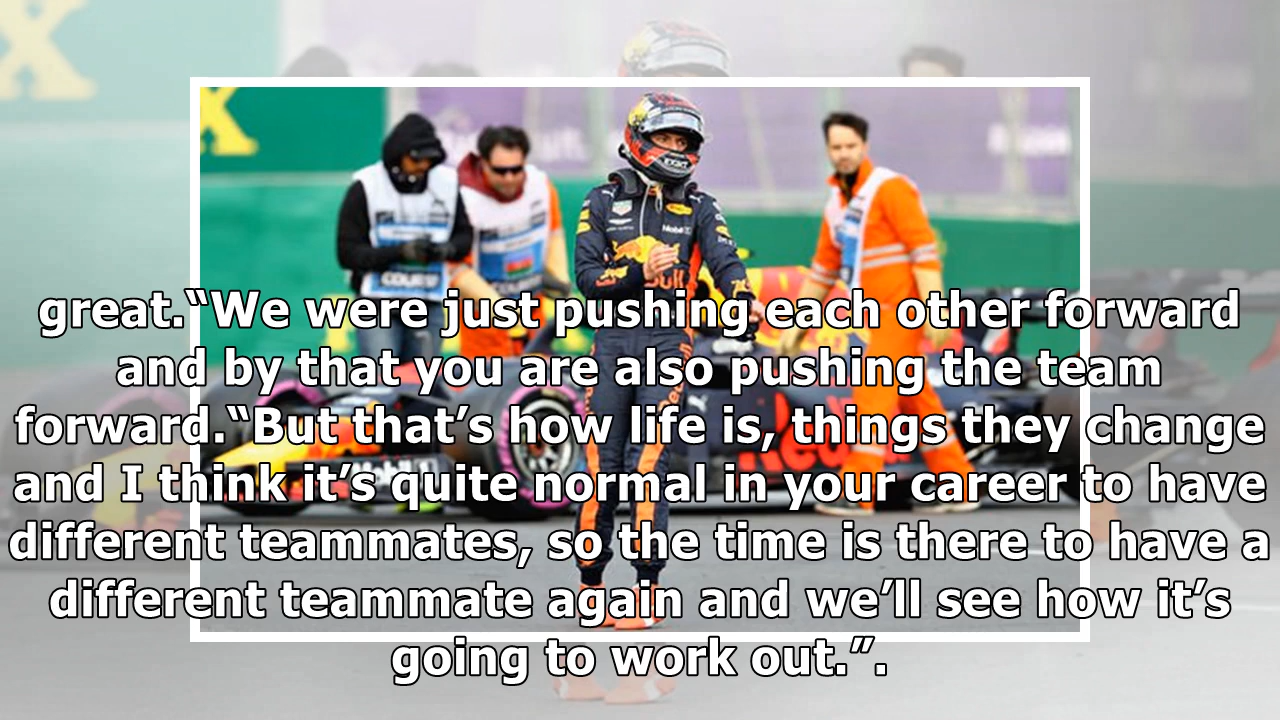 great.“We were just pushing each other forward
and by that you are also pushing the team
forward.“But that’s how life is, things they change
and I think it’s quite normal in your career to have
different teammates, so the time is there to have a
different teammate again and we’ll see how it’s
going to work out.”.